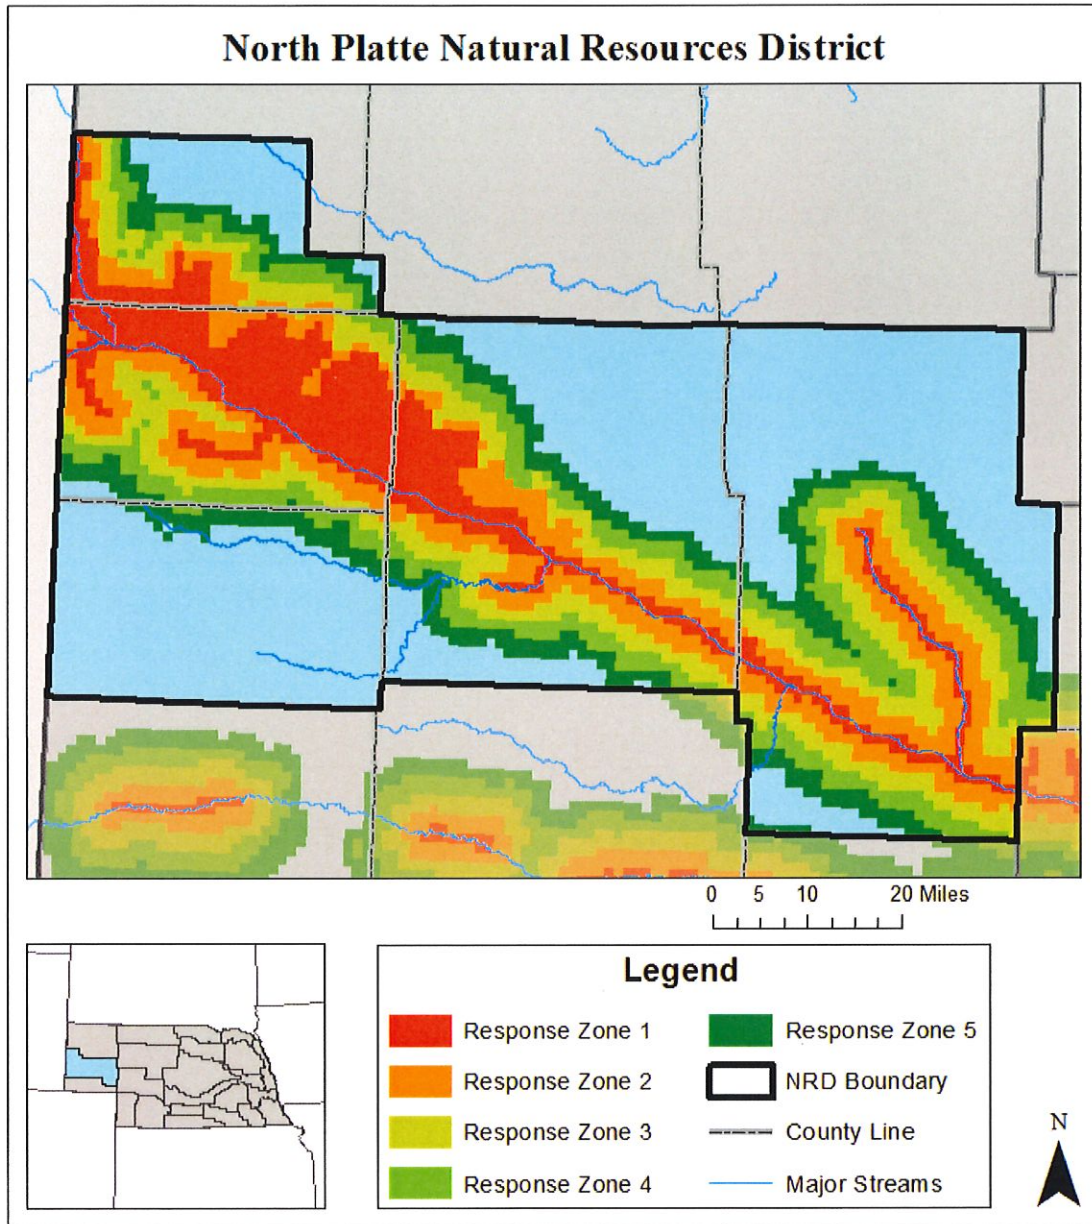 North Platte Natural Resources District
0 5 10 20 Miles
Legend
Response Zone 1
Response Zone 2
Response Zone 3
Response Zone 4
Response Zone 5
NRD Boundary
County Line
Major Streams
N